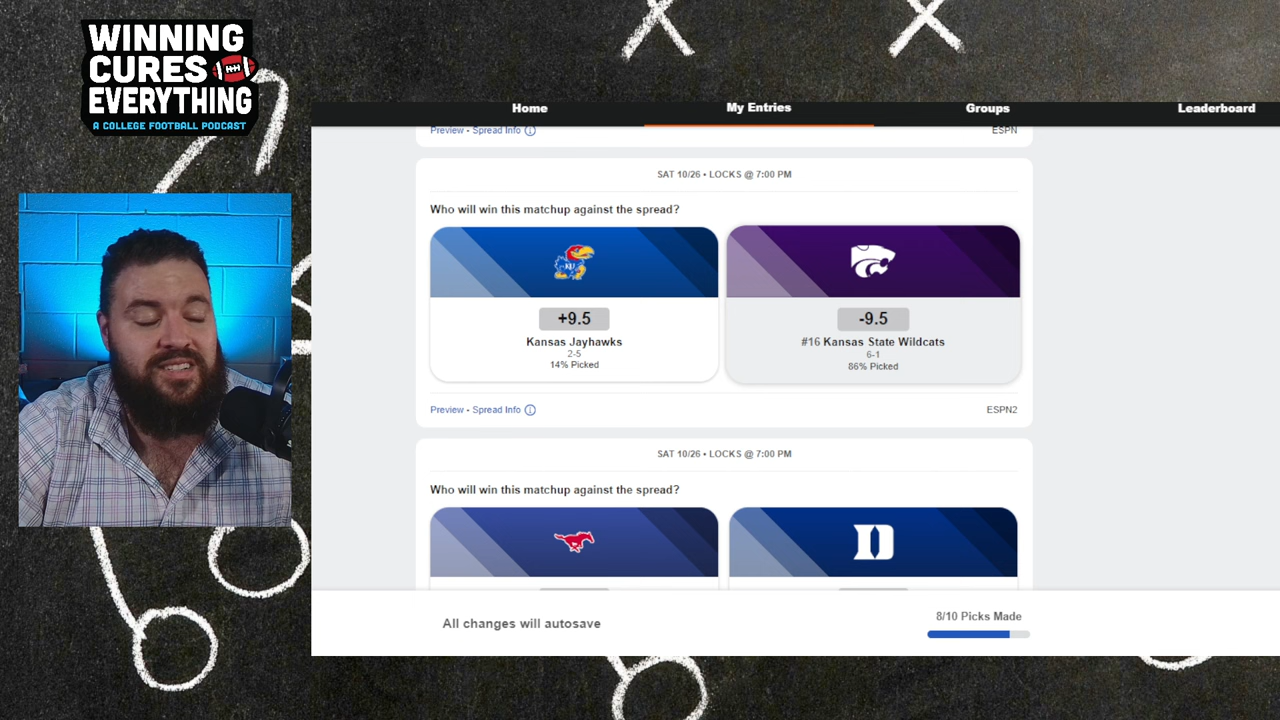 WINNING
CURES
EVERYTHING
A COLLEGE FOOTBALL PODCAST
Home
My Entries
Groups
Leaderboard
Preview • Spread Info
ESPN
SAT 10/26 • LOCKS @ 7:00 PM
Who will win this matchup against the spread?
KU
+9.5
Kansas Jayhawks
2-5
14% Picked
-9.5
#16 Kansas State Wildcats
6-1
86% Picked
Preview • Spread Info
ESPN2
SAT 10/26 • LOCKS @ 7:00 PM
Who will win this matchup against the spread?
D
All changes will autosave
8/10 Picks Made